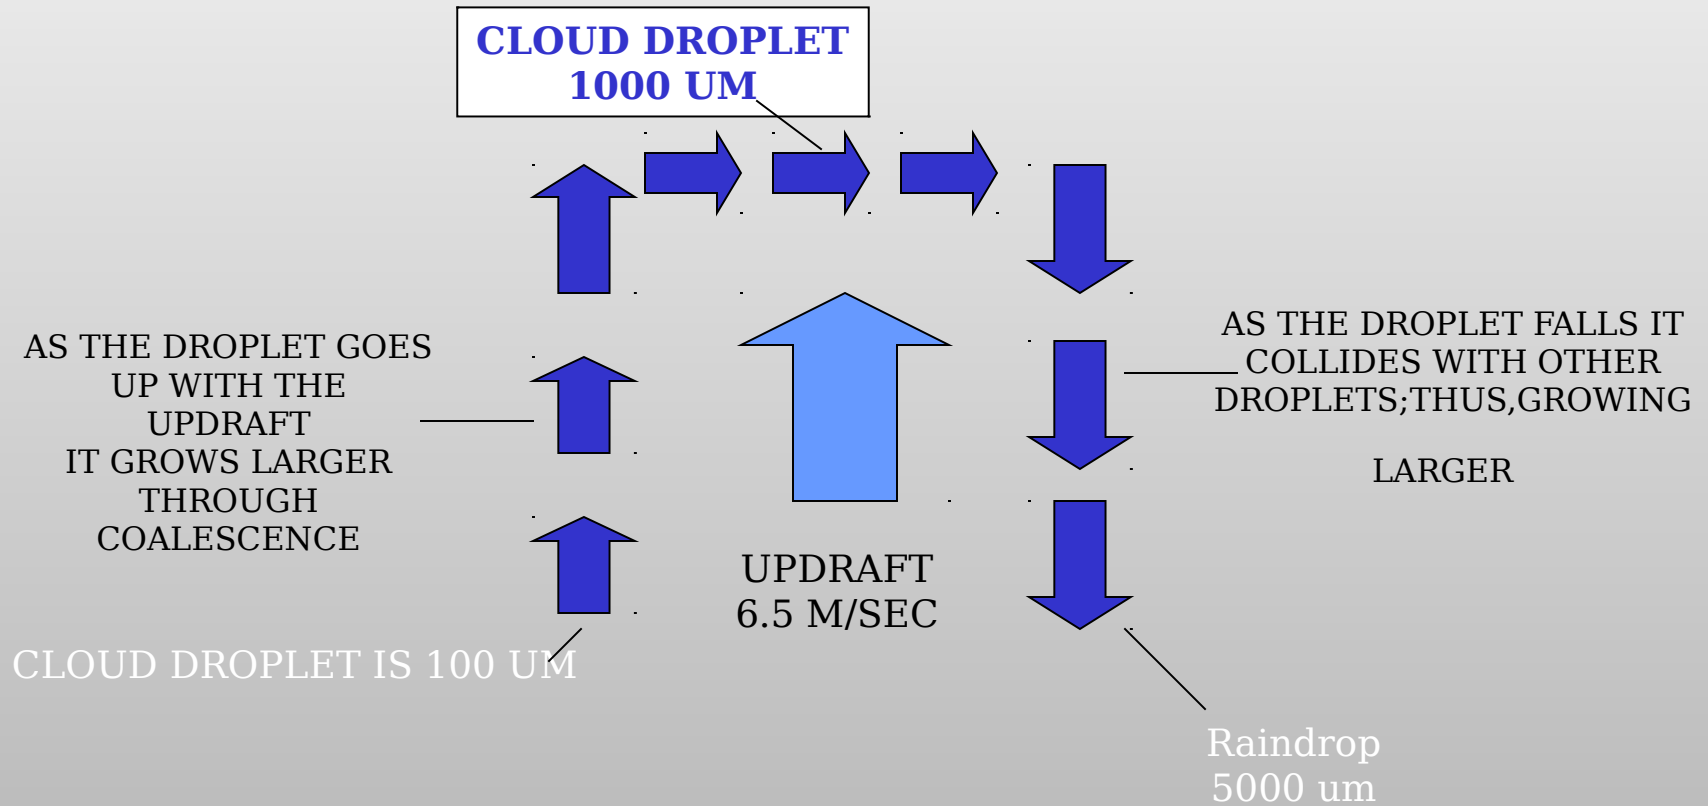 CLOUD DROPLET
1000 UM
AS THE DROPLET GOES
UP WITH THE
UPDRAFT
IT GROWS LARGER
THROUGH
COALESCENCE
AS THE DROPLET FALLS IT
COLLIDES WITH OTHER
DROPLETS;THUS,GROWING
LARGER
UPDRAFT
6.5 M/SEC
CLOUD DROPLET IS 100 UM
Raindrop
5000 um